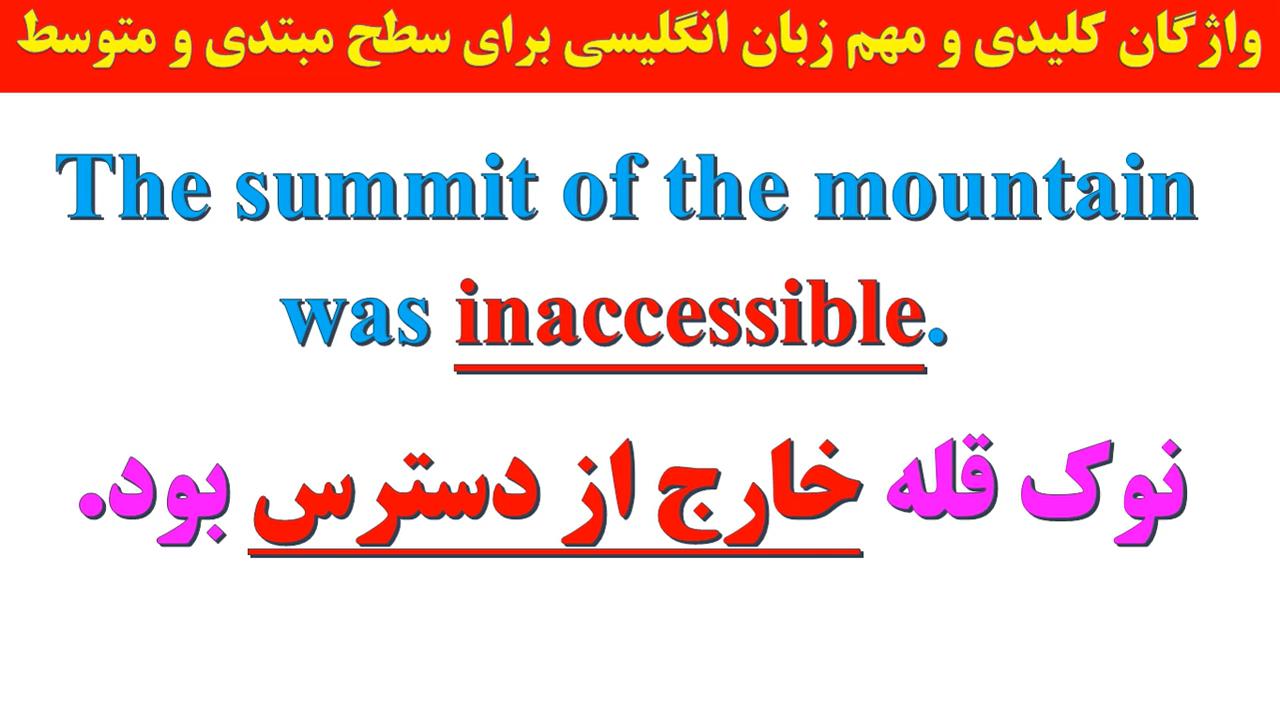 واژگان کلیدی و مهم زبان انگلیسی برای سطح مبتدی و متوسط
The summit of the mountain
was inaccessible.
نوک قله خارج از دسترس بود.